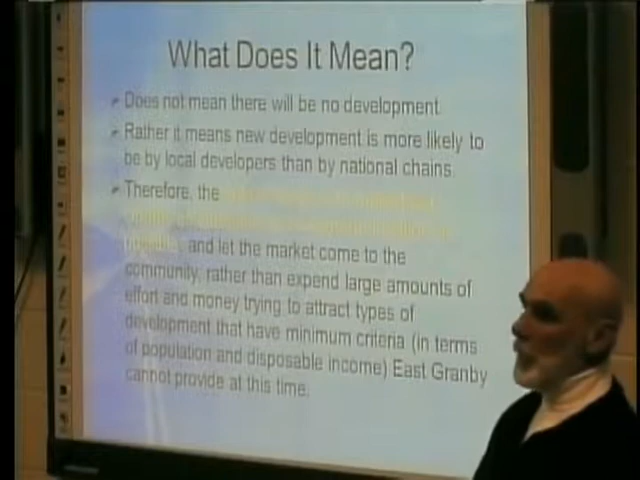 What Does It Mean?
Does not mean there will be no development.
Rather it means new development is more likely to
be by local developers than by national chains.
Therefore, the
and let the market come to the
community, rather than expend large amounts of
effort and money trying to attract types of
development that have minimum criteria (in terms
of population and disposable income) East Granby
cannot provide at this time.